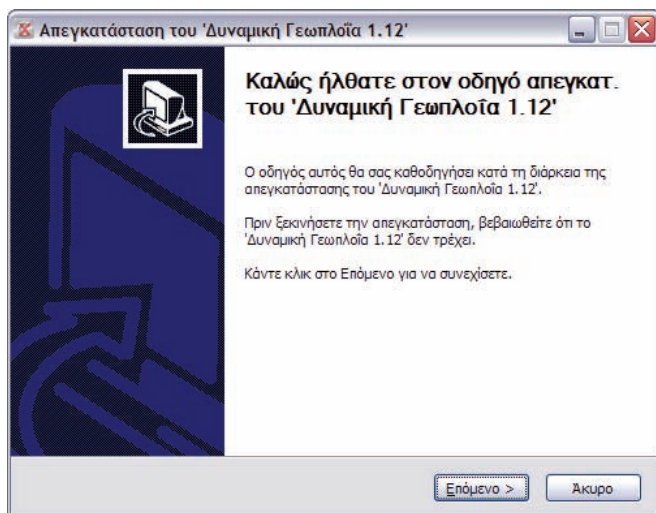 Απεγκατάσταση του 'Δυναμική Γεωπλοΐα 1.12'
Καλώς ήλθατε στον οδηγό απεγκατ.
του 'Δυναμική Γεωπλοΐα 1.12'
Ο οδηγός αυτός θα σας καθοδηγήσει κατά τη διάρκεια της
απεγκατάστασης του 'Δυναμική Γεωπλοΐα 1.12'.
Πριν ξεκινήσετε την απεγκατάσταση, βεβαιωθείτε ότι το
'Δυναμική Γεωπλοΐα 1.12' δεν τρέχει.
Κάντε κλικ στο Επόμενο για να συνεχίσετε.
Επόμενο >
Άκυρο